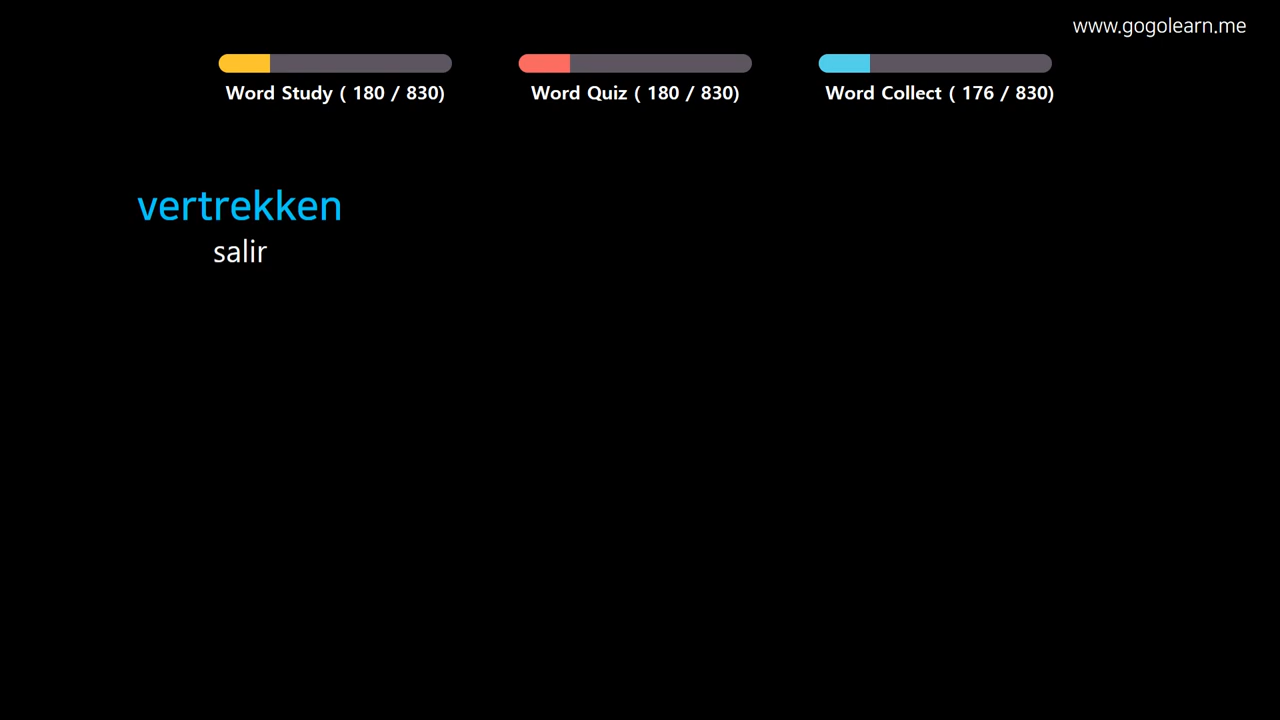 www.gogolearn.me
Word Study ( 180 / 830)
Word Quiz ( 180 / 830)
Word Collect ( 176 / 830)
vertrekken
salir